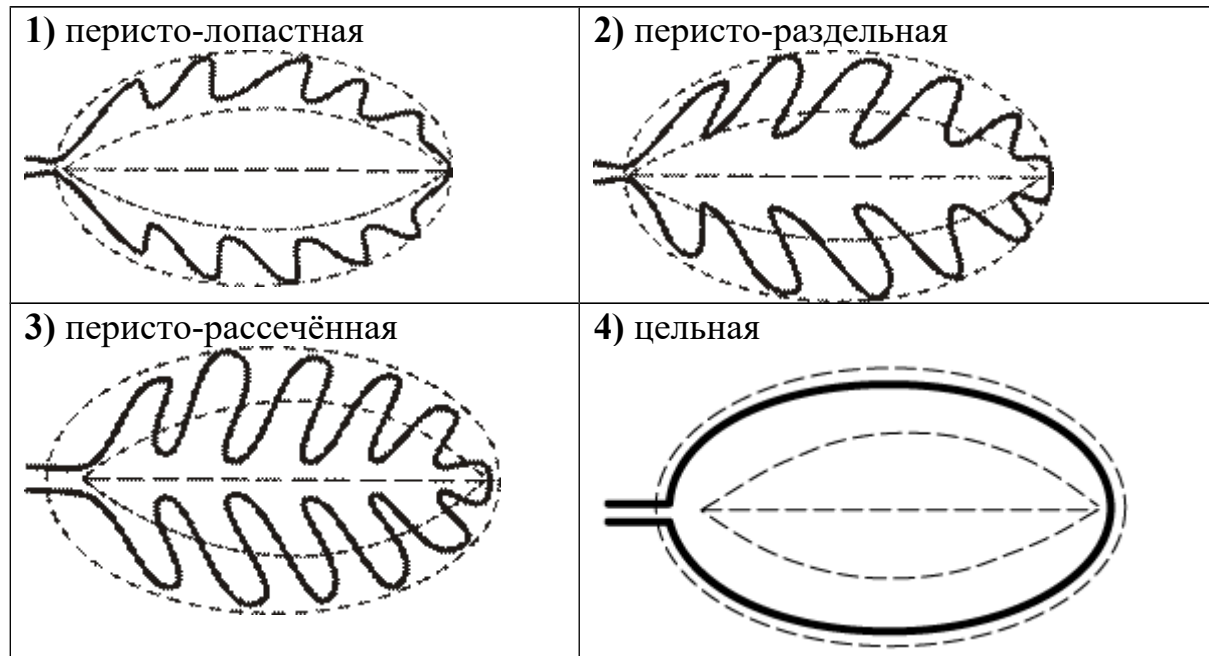 1) перисто-лопастная
2) перисто-раздельная
3) перисто-рассечённая
4) цельная